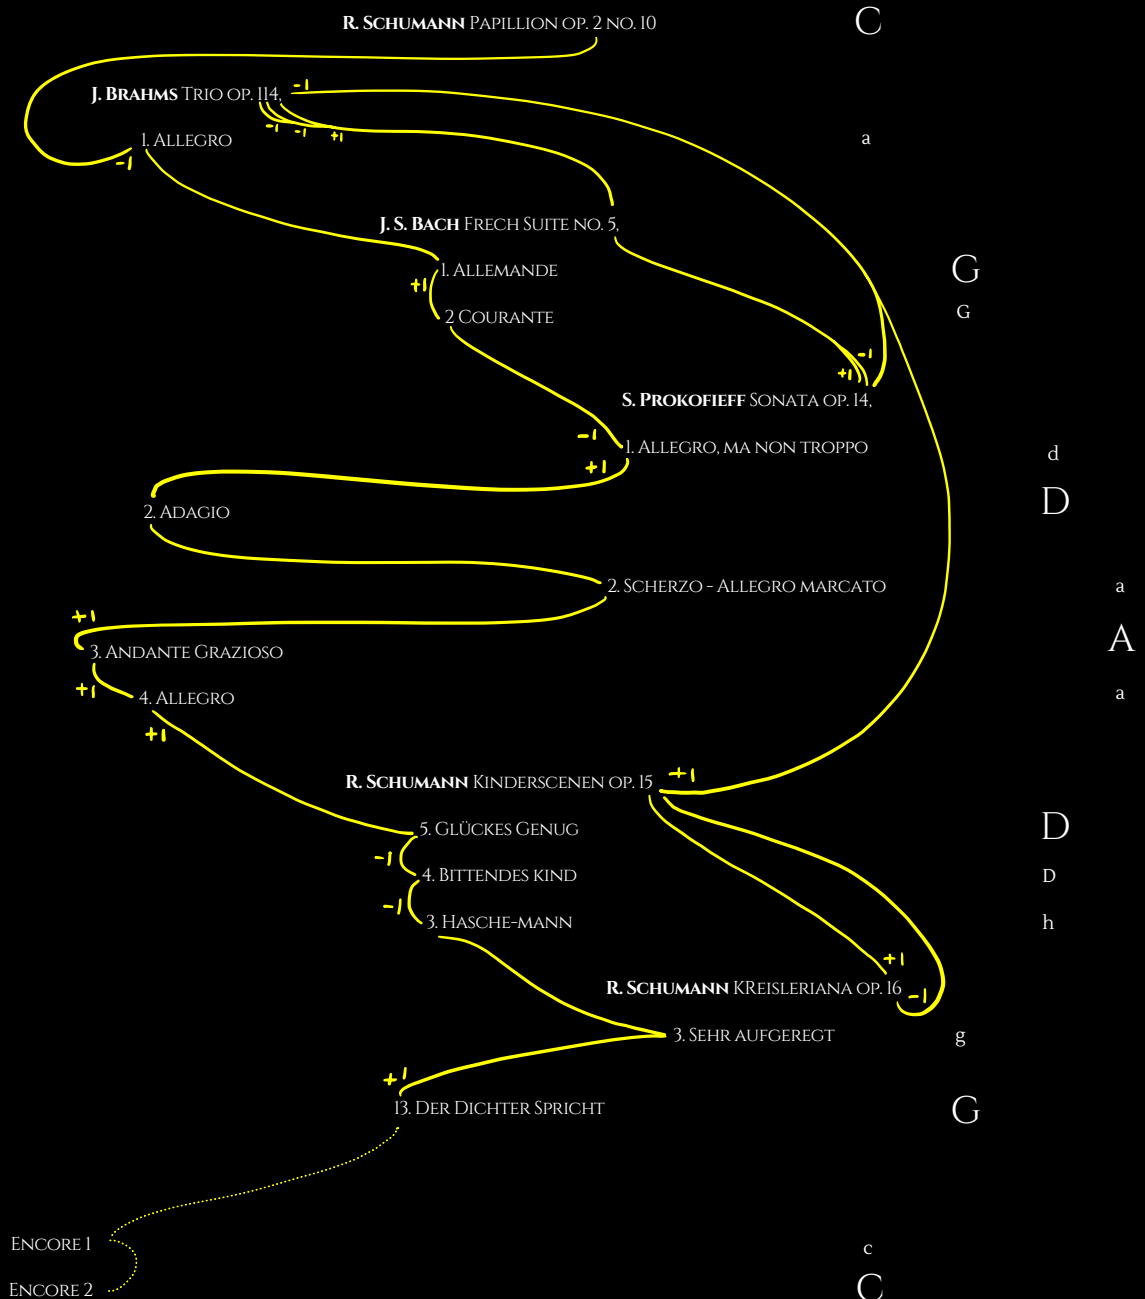 R. Schumann Papillion op. 2 no. 10 C
J. Brahms Trio op. 114, -1
-1 -1 +1
1. Allegro a
-1
J. S. Bach Frech Suite no. 5,
1. Allemande G
+1
2 Courante G
-1
+1
S. Prokofieff Sonata op. 14,
-1
1. Allegro, ma non troppo d
+1
2. Adagio D
2. Scherzo - Allegro marcato a
+1
3. Andante Grazioso A
+1
4. Allegro a
+1
R. Schumann Kinderscenen op. 15 +1
5. Glückes Genug D
-1
4. Bittendes kind D
-1
3. Hasche-mann h
+1
R. Schumann KReisleriana op. 16 -1
3. Sehr aufgeregt g
+1
13. Der Dichter Spricht G
Encore 1 c
Encore 2 C